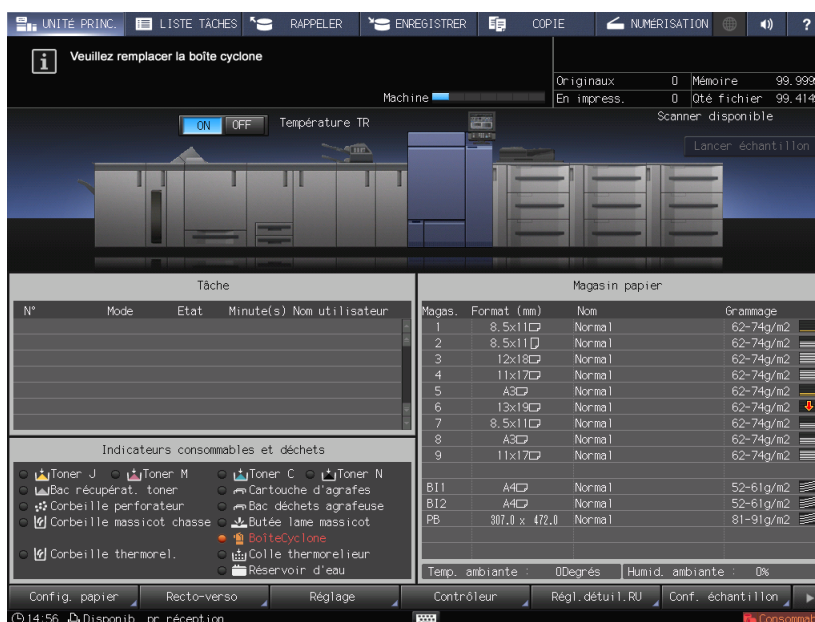 UNITÉ PRINC. LISTE TÂCHES RAPPELER ENREGISTRER COPIE NUMÉRISATION ?
Veuillez remplacer la boîte cyclone
Originaux 0 Mémoire 99.999
En impress. 0 Qté fichier 99.414
Machine
Scanner disponible
ON OFF Température TR
Lancer échantillon
Tâche
N° Mode Etat Minute(s) Nom utilisateur
Magasin papier
Magas. Format (mm) Nom Grammage
1 8.5x11 Normal 62-74g/m2
2 8.5x11 Normal 62-74g/m2
3 12x18 Normal 62-74g/m2
4 11x17 Normal 62-74g/m2
5 A3 Normal 62-74g/m2
6 13x19 Normal 62-74g/m2
7 8.5x11 Normal 62-74g/m2
8 A3 Normal 62-74g/m2
9 11x17 Normal 62-74g/m2
BI1 A4 Normal 52-61g/m2
BI2 A4 Normal 52-61g/m2
PB 307.0 x 472.0 Normal 81-91g/m2
Temp. ambiante : 0Degrés Humid. ambiante : 0%
Indicateurs consommables et déchets
Toner J Toner M Toner C Toner N
Bac récupérat. toner Cartouche d'agrafes
Corbeille perforateur Bac déchets agrafeuse
Corbeille massicot chasse Butée lame massicot
BoîteCyclone
Corbeille thermorel. Colle thermorelieur
Réservoir d'eau
Config. papier Recto-verso Réglage Contrôleur Régl.détuil.RU Conf. échantillon
14:56 Disponib. pr réception Consommab